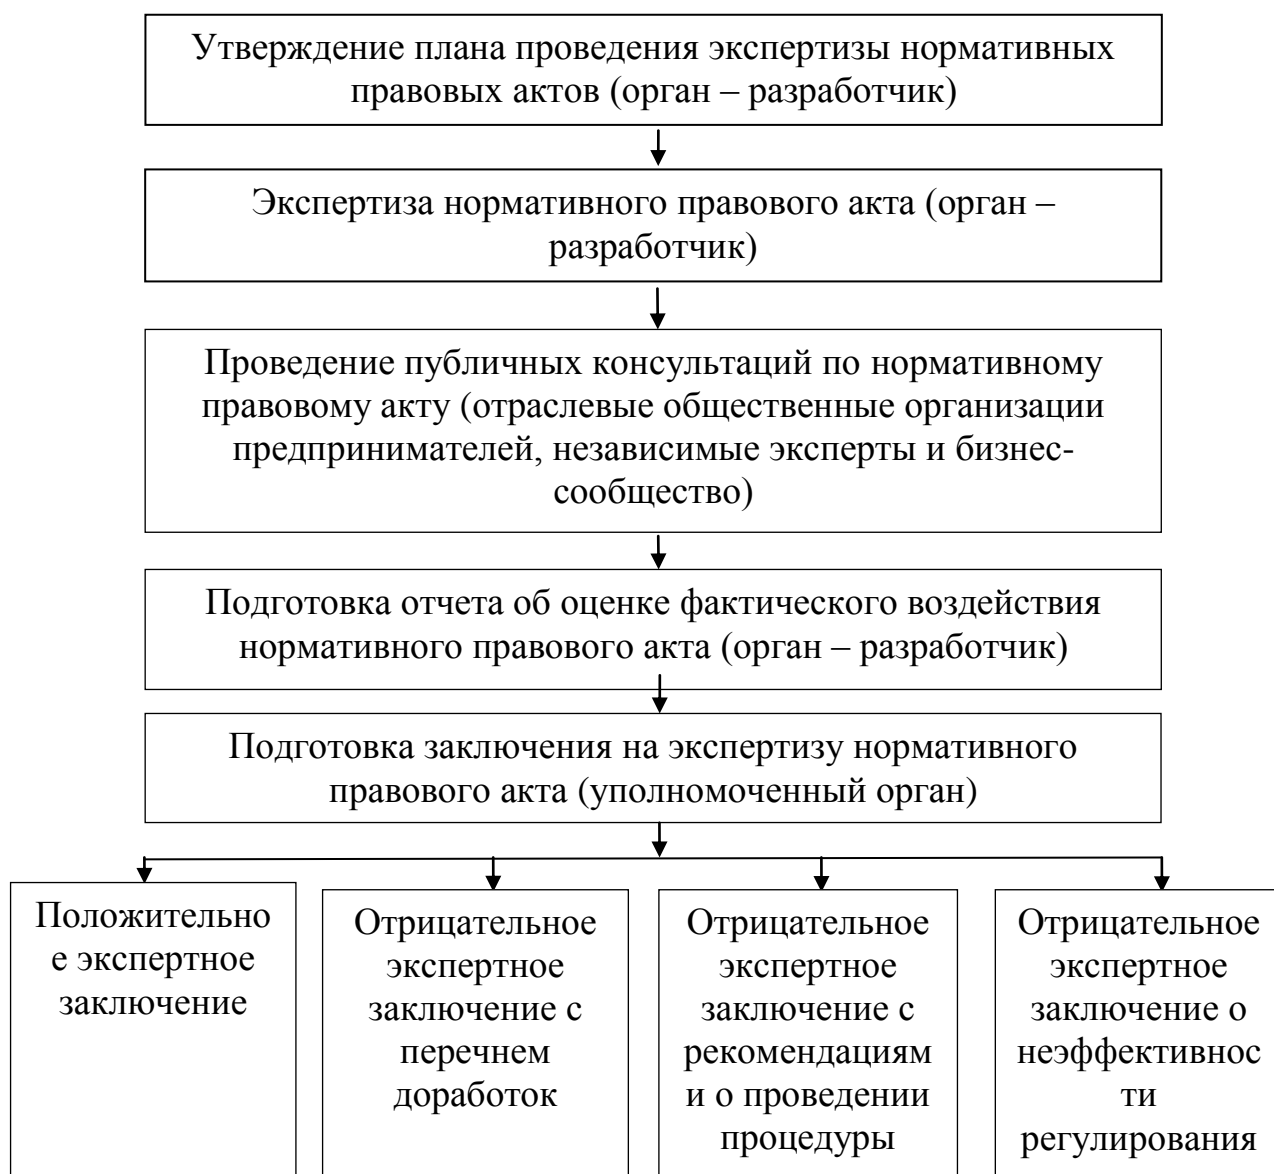 Утверждение плана проведения экспертизы нормативных
правовых актов (орган – разработчик)
Экспертиза нормативного правового акта (орган –
разработчик)
Проведение публичных консультаций по нормативному
правовому акту (отраслевые общественные организации
предпринимателей, независимые эксперты и бизнес-
сообщество)
Подготовка отчета об оценке фактического воздействия
нормативного правового акта (орган – разработчик)
Подготовка заключения на экспертизу нормативного
правового акта (уполномоченный орган)
Положительно
е экспертное
заключение
Отрицательное
экспертное
заключение с
перечнем
доработок
Отрицательное
экспертное
заключение с
рекомендациям
и о проведении
процедуры
Отрицательное
экспертное
заключение о
неэффективнос
ти
регулирования